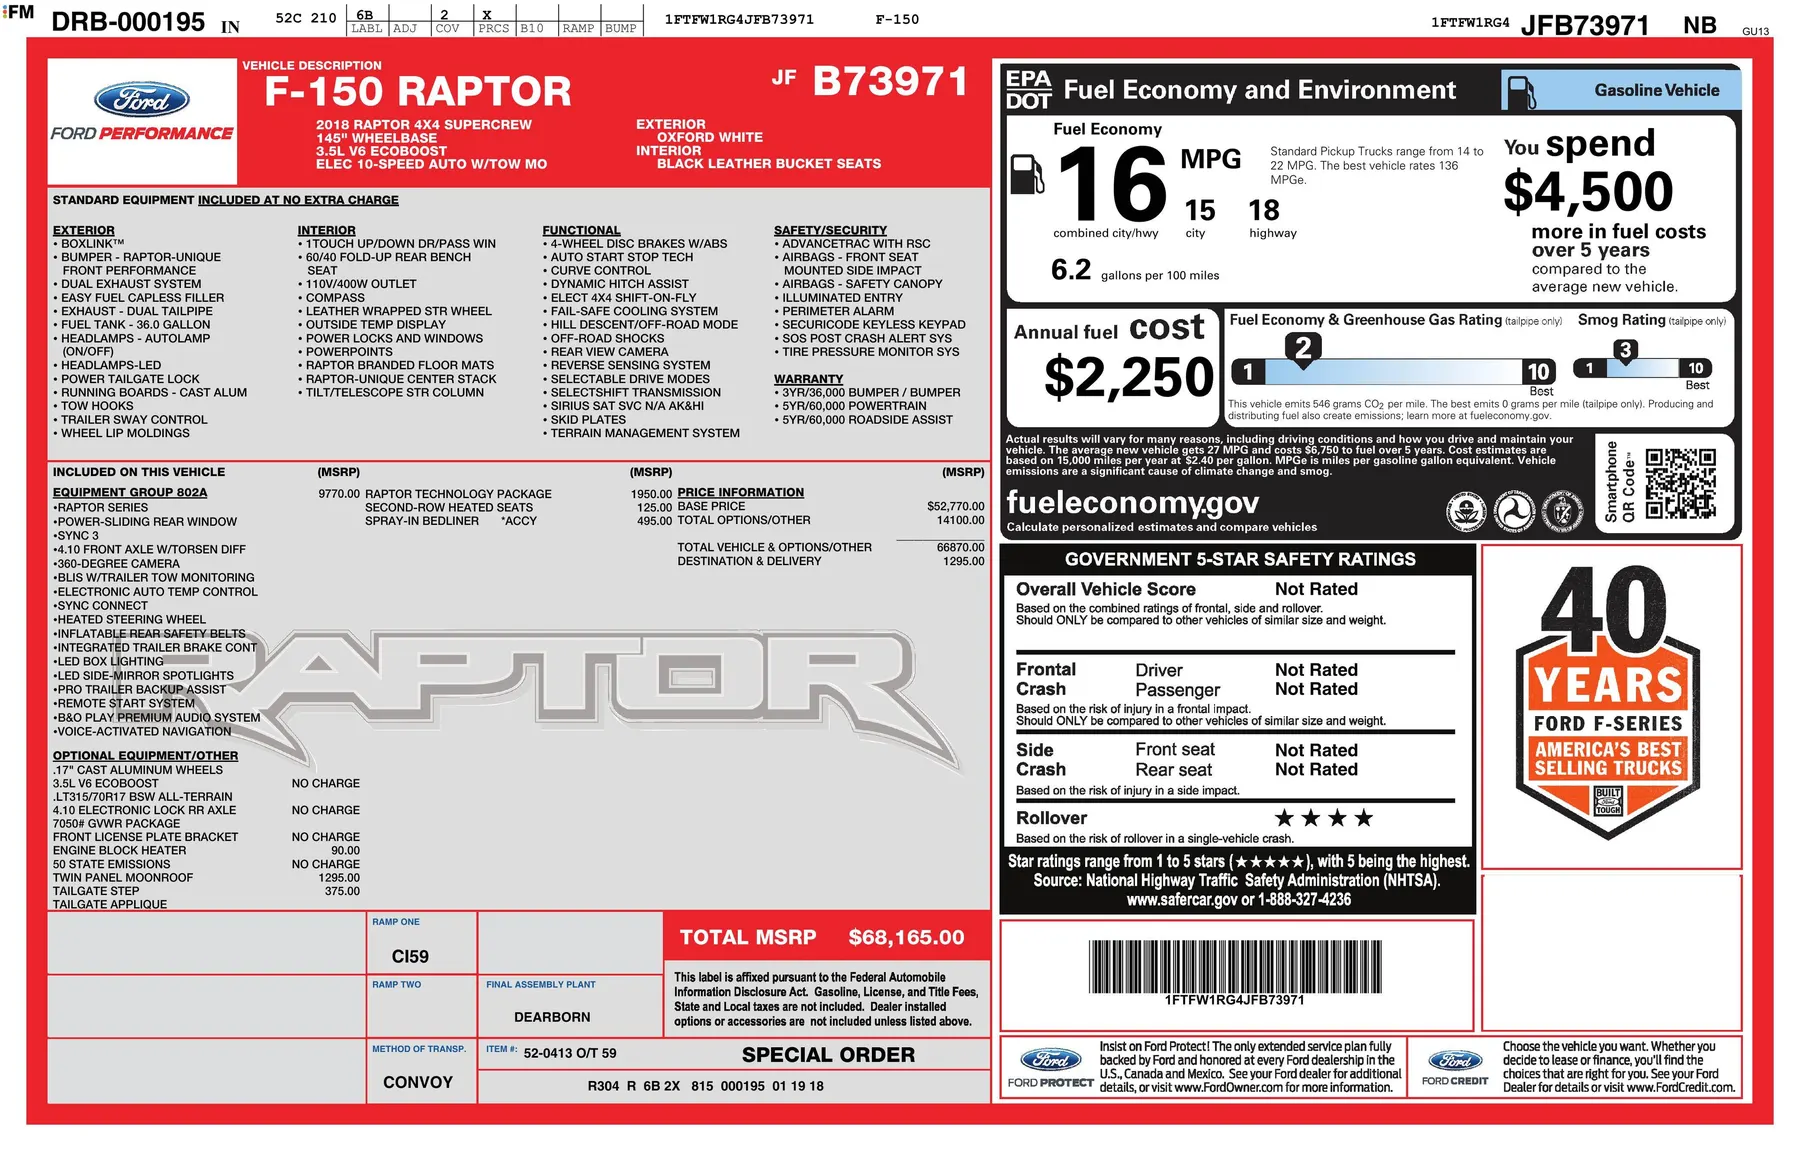 FM
DRB-000195 IN
52C 210
6B 2 X
LABL ADJ COV PRCS B10 RAMP BUMP
1FTFW1RG4JFB73971 F-150
1FTFW1RG4 JFB73971 NB GU13
Ford
FORD PERFORMANCE
VEHICLE DESCRIPTION
F-150 RAPTOR
JF B73971
2018 RAPTOR 4X4 SUPERCREW
145" WHEELBASE
3.5L V6 ECOBOOST
ELEC 10-SPEED AUTO W/TOW MO
EXTERIOR
OXFORD WHITE
INTERIOR
BLACK LEATHER BUCKET SEATS
STANDARD EQUIPMENT INCLUDED AT NO EXTRA CHARGE
EXTERIOR
• BOXLINK™
• BUMPER - RAPTOR-UNIQUE
FRONT PERFORMANCE
• DUAL EXHAUST SYSTEM
• EASY FUEL CAPLESS FILLER
• EXHAUST - DUAL TAILPIPE
• FUEL TANK - 36.0 GALLON
• HEADLAMPS - AUTOLAMP
(ON/OFF)
• HEADLAMPS-LED
• POWER TAILGATE LOCK
• RUNNING BOARDS - CAST ALUM
• TOW HOOKS
• TRAILER SWAY CONTROL
• WHEEL LIP MOLDINGS
INTERIOR
• 1TOUCH UP/DOWN DR/PASS WIN
• 60/40 FOLD-UP REAR BENCH
SEAT
• 110V/400W OUTLET
• COMPASS
• LEATHER WRAPPED STR WHEEL
• OUTSIDE TEMP DISPLAY
• POWER LOCKS AND WINDOWS
• POWERPOINTS
• RAPTOR BRANDED FLOOR MATS
• RAPTOR-UNIQUE CENTER STACK
• TILT/TELESCOPE STR COLUMN
FUNCTIONAL
• 4-WHEEL DISC BRAKES W/ABS
• AUTO START STOP TECH
• CURVE CONTROL
• DYNAMIC HITCH ASSIST
• ELECT 4X4 SHIFT-ON-FLY
• FAIL-SAFE COOLING SYSTEM
• HILL DESCENT/OFF-ROAD MODE
• OFF-ROAD SHOCKS
• REAR VIEW CAMERA
• REVERSE SENSING SYSTEM
• SELECTABLE DRIVE MODES
• SELECTSHIFT TRANSMISSION
• SIRIUS SAT SVC N/A AK&HI
• SKID PLATES
• TERRAIN MANAGEMENT SYSTEM
SAFETY/SECURITY
• ADVANCETRAC WITH RSC
• AIRBAGS - FRONT SEAT
MOUNTED SIDE IMPACT
• AIRBAGS - SAFETY CANOPY
• ILLUMINATED ENTRY
• PERIMETER ALARM
• SECURICODE KEYLESS KEYPAD
• SOS POST CRASH ALERT SYS
• TIRE PRESSURE MONITOR SYS
WARRANTY
• 3YR/36,000 BUMPER / BUMPER
• 5YR/60,000 POWERTRAIN
• 5YR/60,000 ROADSIDE ASSIST
INCLUDED ON THIS VEHICLE (MSRP) (MSRP) (MSRP)
EQUIPMENT GROUP 802A 9770.00
•RAPTOR SERIES
•POWER-SLIDING REAR WINDOW
•SYNC 3
•4.10 FRONT AXLE W/TORSEN DIFF
•360-DEGREE CAMERA
•BLIS W/TRAILER TOW MONITORING
•ELECTRONIC AUTO TEMP CONTROL
•SYNC CONNECT
•HEATED STEERING WHEEL
•INFLATABLE REAR SAFETY BELTS
•INTEGRATED TRAILER BRAKE CONT
•LED BOX LIGHTING
•LED SIDE-MIRROR SPOTLIGHTS
•PRO TRAILER BACKUP ASSIST
•REMOTE START SYSTEM
•B&O PLAY PREMIUM AUDIO SYSTEM
•VOICE-ACTIVATED NAVIGATION
OPTIONAL EQUIPMENT/OTHER
.17" CAST ALUMINUM WHEELS
3.5L V6 ECOBOOST NO CHARGE
.LT315/70R17 BSW ALL-TERRAIN
4.10 ELECTRONIC LOCK RR AXLE NO CHARGE
7050# GVWR PACKAGE
FRONT LICENSE PLATE BRACKET NO CHARGE
ENGINE BLOCK HEATER 90.00
50 STATE EMISSIONS NO CHARGE
TWIN PANEL MOONROOF 1295.00
TAILGATE STEP 375.00
TAILGATE APPLIQUE
RAPTOR TECHNOLOGY PACKAGE 1950.00
SECOND-ROW HEATED SEATS 125.00
SPRAY-IN BEDLINER *ACCY 495.00
PRICE INFORMATION
BASE PRICE $52,770.00
TOTAL OPTIONS/OTHER 14100.00
TOTAL VEHICLE & OPTIONS/OTHER 66870.00
DESTINATION & DELIVERY 1295.00
RAPTOR
RAMP ONE
CI59
RAMP TWO
FINAL ASSEMBLY PLANT
DEARBORN
TOTAL MSRP $68,165.00
This label is affixed pursuant to the Federal Automobile
Information Disclosure Act. Gasoline, License, and Title Fees,
State and Local taxes are not included. Dealer installed
options or accessories are not included unless listed above.
METHOD OF TRANSP.
CONVOY
ITEM #: 52-0413 O/T 59
SPECIAL ORDER
R304 R 6B 2X 815 000195 01 19 18
EPA
DOT
Fuel Economy and Environment
Gasoline Vehicle
Fuel Economy
16 MPG
combined city/hwy
15
city
18
highway
6.2 gallons per 100 miles
Standard Pickup Trucks range from 14 to
22 MPG. The best vehicle rates 136
MPGe.
You spend
$4,500
more in fuel costs
over 5 years
compared to the
average new vehicle.
Annual fuel cost
$2,250
Fuel Economy & Greenhouse Gas Rating (tailpipe only)
1 2 10
Best
Smog Rating (tailpipe only)
1 3 10
Best
This vehicle emits 546 grams CO2 per mile. The best emits 0 grams per mile (tailpipe only). Producing and
distributing fuel also create emissions; learn more at fueleconomy.gov.
Actual results will vary for many reasons, including driving conditions and how you drive and maintain your
vehicle. The average new vehicle gets 27 MPG and costs $6,750 to fuel over 5 years. Cost estimates are
based on 15,000 miles per year at $2.40 per gallon. MPGe is miles per gasoline gallon equivalent. Vehicle
emissions are a significant cause of climate change and smog.
fueleconomy.gov
Calculate personalized estimates and compare vehicles
Smartphone
QR Code™
GOVERNMENT 5-STAR SAFETY RATINGS
Overall Vehicle Score Not Rated
Based on the combined ratings of frontal, side and rollover.
Should ONLY be compared to other vehicles of similar size and weight.
Frontal Driver Not Rated
Crash Passenger Not Rated
Based on the risk of injury in a frontal impact.
Should ONLY be compared to other vehicles of similar size and weight.
Side Front seat Not Rated
Crash Rear seat Not Rated
Based on the risk of injury in a side impact.
Rollover ★ ★ ★ ★
Based on the risk of rollover in a single-vehicle crash.
Star ratings range from 1 to 5 stars (★★★★★), with 5 being the highest.
Source: National Highway Traffic Safety Administration (NHTSA).
www.safercar.gov or 1-888-327-4236
40
YEARS
FORD F-SERIES
AMERICA'S BEST
SELLING TRUCKS
BUILT
Ford
TOUGH
1FTFW1RG4JFB73971
Ford
FORD PROTECT
Insist on Ford Protect! The only extended service plan fully
backed by Ford and honored at every Ford dealership in the
U.S., Canada and Mexico. See your Ford dealer for additional
details, or visit www.FordOwner.com for more information.
Ford
FORD CREDIT
Choose the vehicle you want. Whether you
decide to lease or finance, you'll find the
choices that are right for you. See your Ford
Dealer for details or visit www.FordCredit.com.